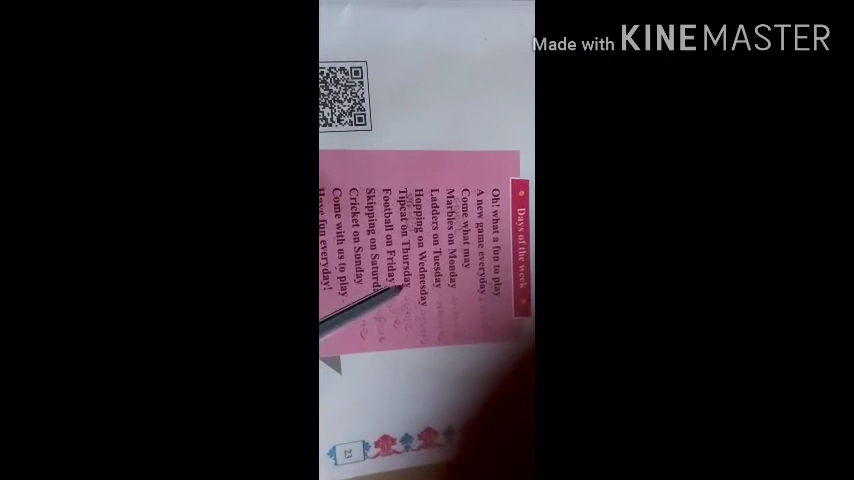 Made with KINEMASTER
Days of the week
Oh! what a fun to play
A new game everyday
Come what may
Marbles on Monday
Ladders on Tuesday
Hopping on Wednesday
Tipcat on Thursday
Football on Friday
Skipping on
Cricket on Sunday
Come with us to play.
Have fun everyday!
23